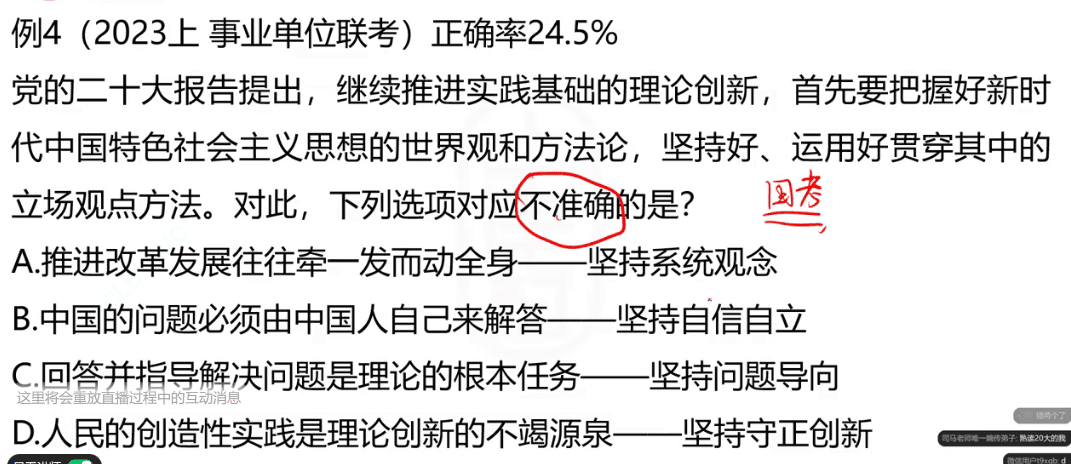 例4（2023上 事业单位联考）正确率24.5%
党的二十大报告提出，继续推进实践基础的理论创新，首先要把握好新时
代中国特色社会主义思想的世界观和方法论，坚持好、运用好贯穿其中的
立场观点方法。对此，下列选项对应不准确的是？
国考
A.推进改革发展往往牵一发而动全身——坚持系统观念
B.中国的问题必须由中国人自己来解答——坚持自信自立
C.回答并指导解决问题是理论的根本任务——坚持问题导向
这里将会重放直播过程中的互动消息
D.人民的创造性实践是理论创新的不竭源泉——坚持守正创新
司马老师唯一嫡传弟子: 熟读20大的我